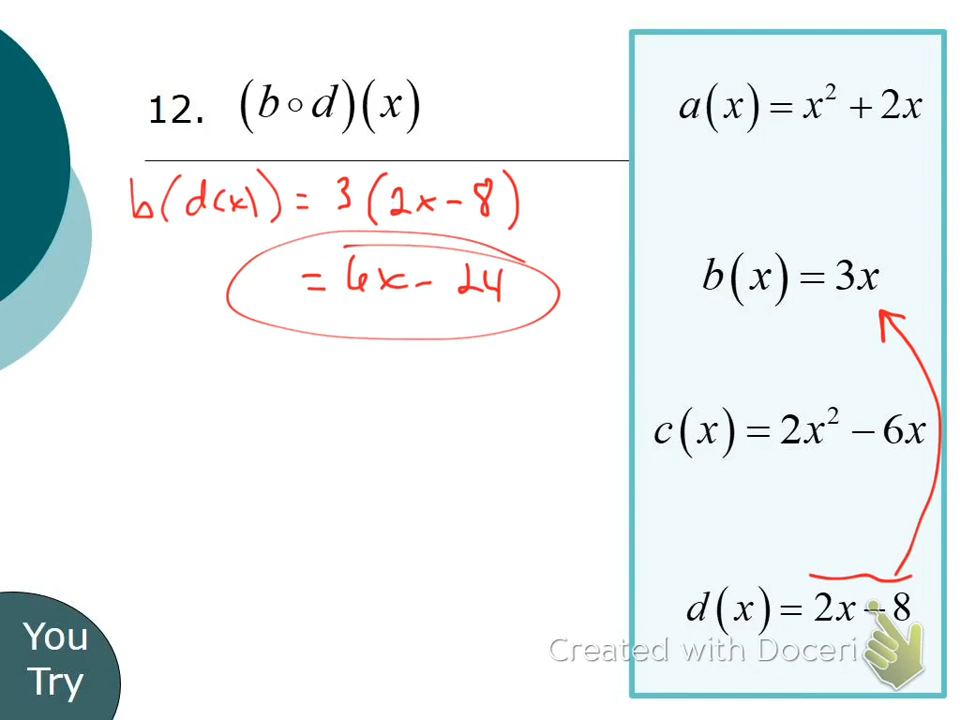 12. (b∘d)(x)
b(d(x)) = 3(2x-8)
= 6x - 24
a(x) = x² + 2x
b(x) = 3x
c(x) = 2x² − 6x
d(x) = 2x − 8
You
Try
Created with Doceri